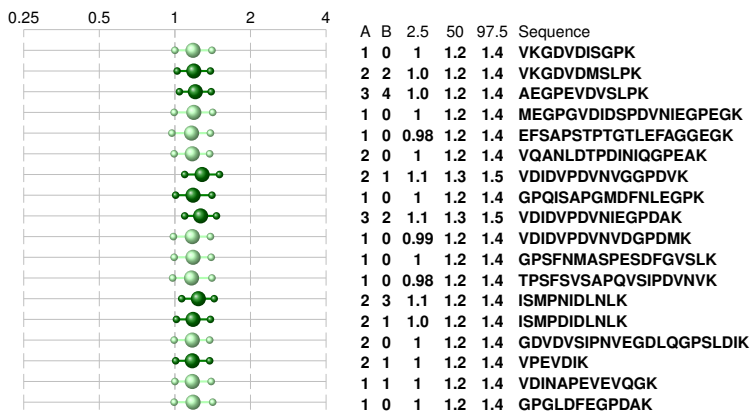 0.25 0.5 1 2 4
A B 2.5 50 97.5 Sequence
1 0 1 1.2 1.4 VKGDVDISGPK
2 2 1.0 1.2 1.4 VKGDVDMSLPK
3 4 1.0 1.2 1.4 AEGPEVDVSLPK
1 0 1 1.2 1.4 MEGPGVDIDSPDVNIEGPEGK
1 0 0.98 1.2 1.4 EFSAPSTPTGTLEFAGGEGK
2 0 1 1.2 1.4 VQANLDTPDINIQGPEAK
2 1 1.1 1.3 1.5 VDIDVPDVNVGGPDVK
1 0 1 1.2 1.4 GPQISAPGMDFNLEGPK
3 2 1.1 1.3 1.5 VDIDVPDVNIEGPDAK
1 0 0.99 1.2 1.4 VDIDVPDVNVDGPDMK
1 0 1 1.2 1.4 GPSFNMASPESDFGVSLK
1 0 0.98 1.2 1.4 TPSFSVSAPQVSIPDVNVK
2 3 1.1 1.2 1.4 ISMPNIDLNLK
2 1 1.0 1.2 1.4 ISMPDIDLNLK
2 0 1 1.2 1.4 GDVDVSIPNVEGDLQGPSLDIK
2 1 1 1.2 1.4 VPEVDIK
1 1 1 1.2 1.4 VDINAPEVEVQGK
1 0 1 1.2 1.4 GPGLDFEGPDAK